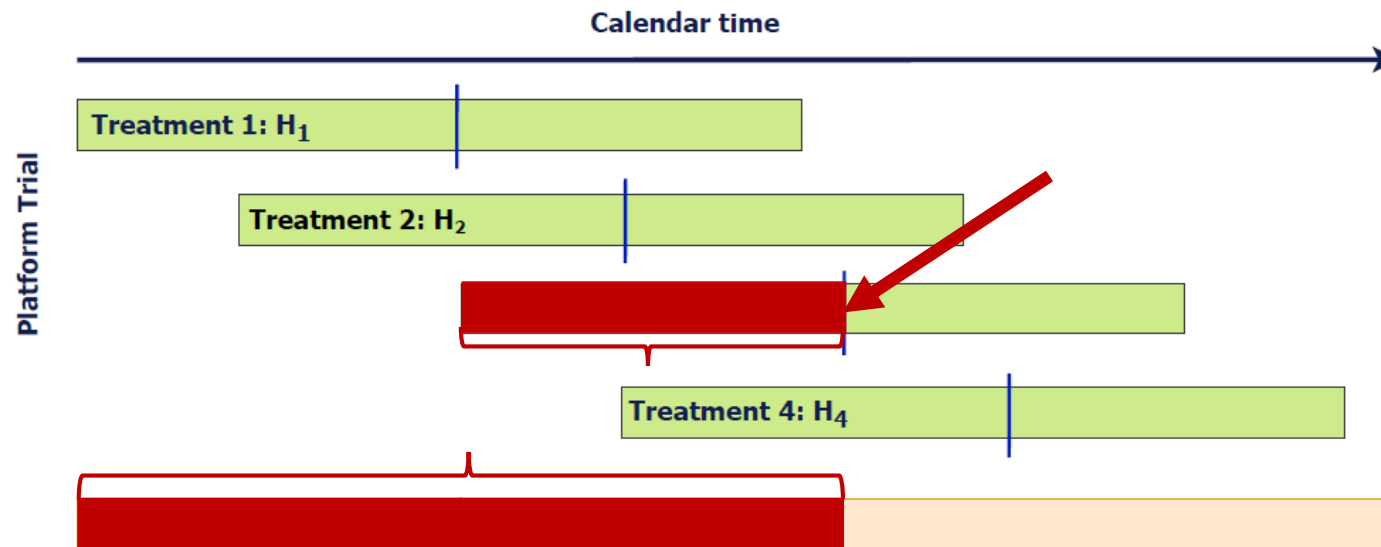 Calendar time
Platform Trial
Treatment 1: H₁
Treatment 2: H₂
Treatment 4: H₄